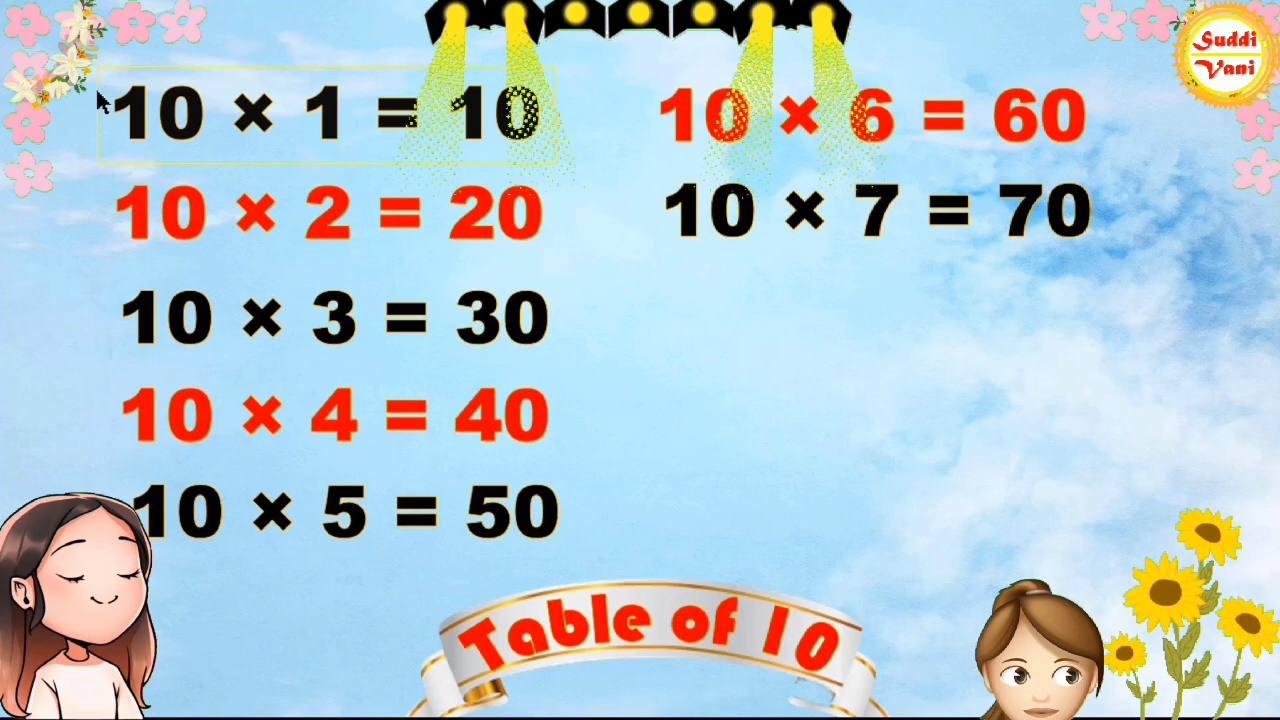 10 × 1 = 10
10 × 2 = 20
10 × 3 = 30
10 × 4 = 40
10 × 5 = 50
10 × 6 = 60
10 × 7 = 70
Table of 10
Suddi
Vani